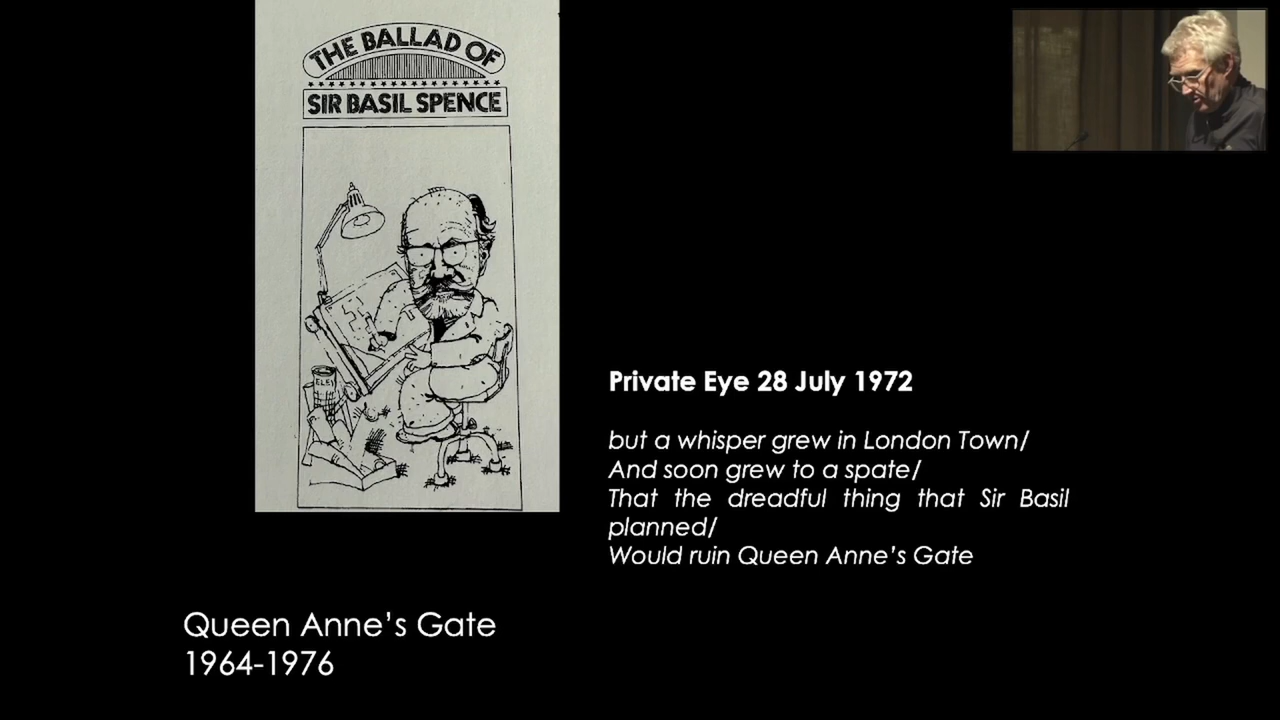 THE BALLAD OF
SIR BASIL SPENCE
Private Eye 28 July 1972
but a whisper grew in London Town/
And soon grew to a spate/
That the dreadful thing that Sir Basil
planned/
Would ruin Queen Anne’s Gate
Queen Anne’s Gate
1964-1976